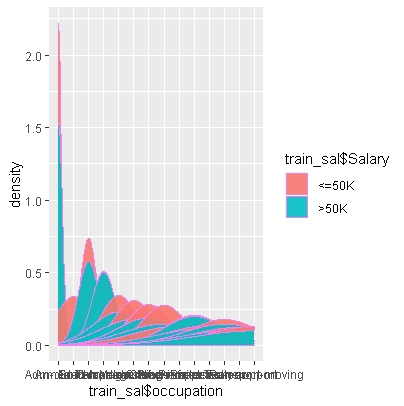 2.0
1.5
1.0
0.5
0.0
density
train_sal$occupation
train_sal$Salary
<=50K
>50K